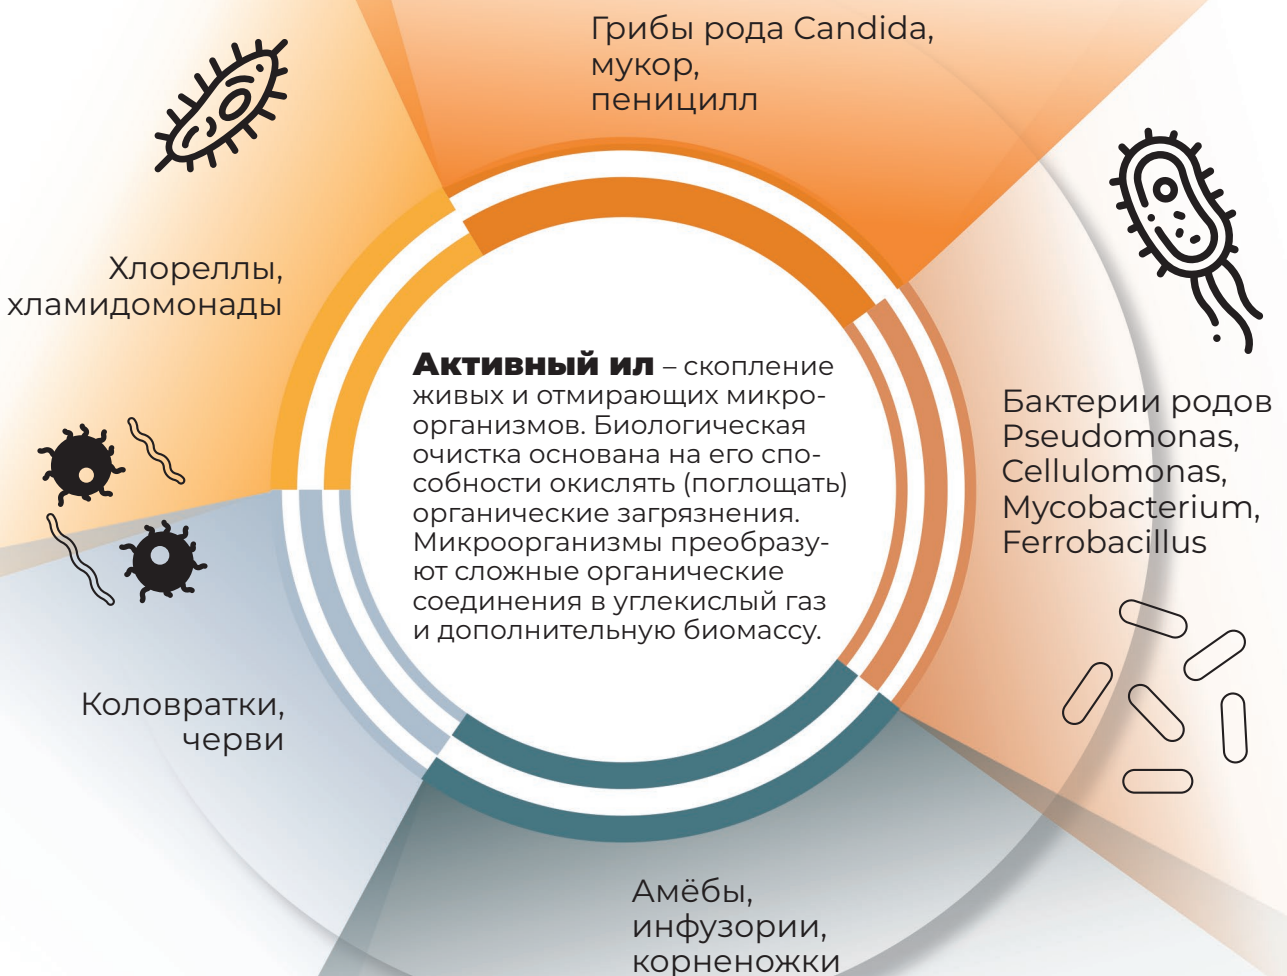 Грибы рода Candida,
мукор,
пеницилл
Хлореллы,
хламидомонады
Активный ил – скопление
живых и отмирающих микро-
организмов. Биологическая
очистка основана на его спо-
собности окислять (поглощать)
органические загрязнения.
Микроорганизмы преобразу-
ют сложные органические
соединения в углекислый газ
и дополнительную биомассу.
Бактерии родов
Pseudomonas,
Cellulomonas,
Mycobacterium,
Ferrobacillus
Коловратки,
черви
Амёбы,
инфузории,
корненожки